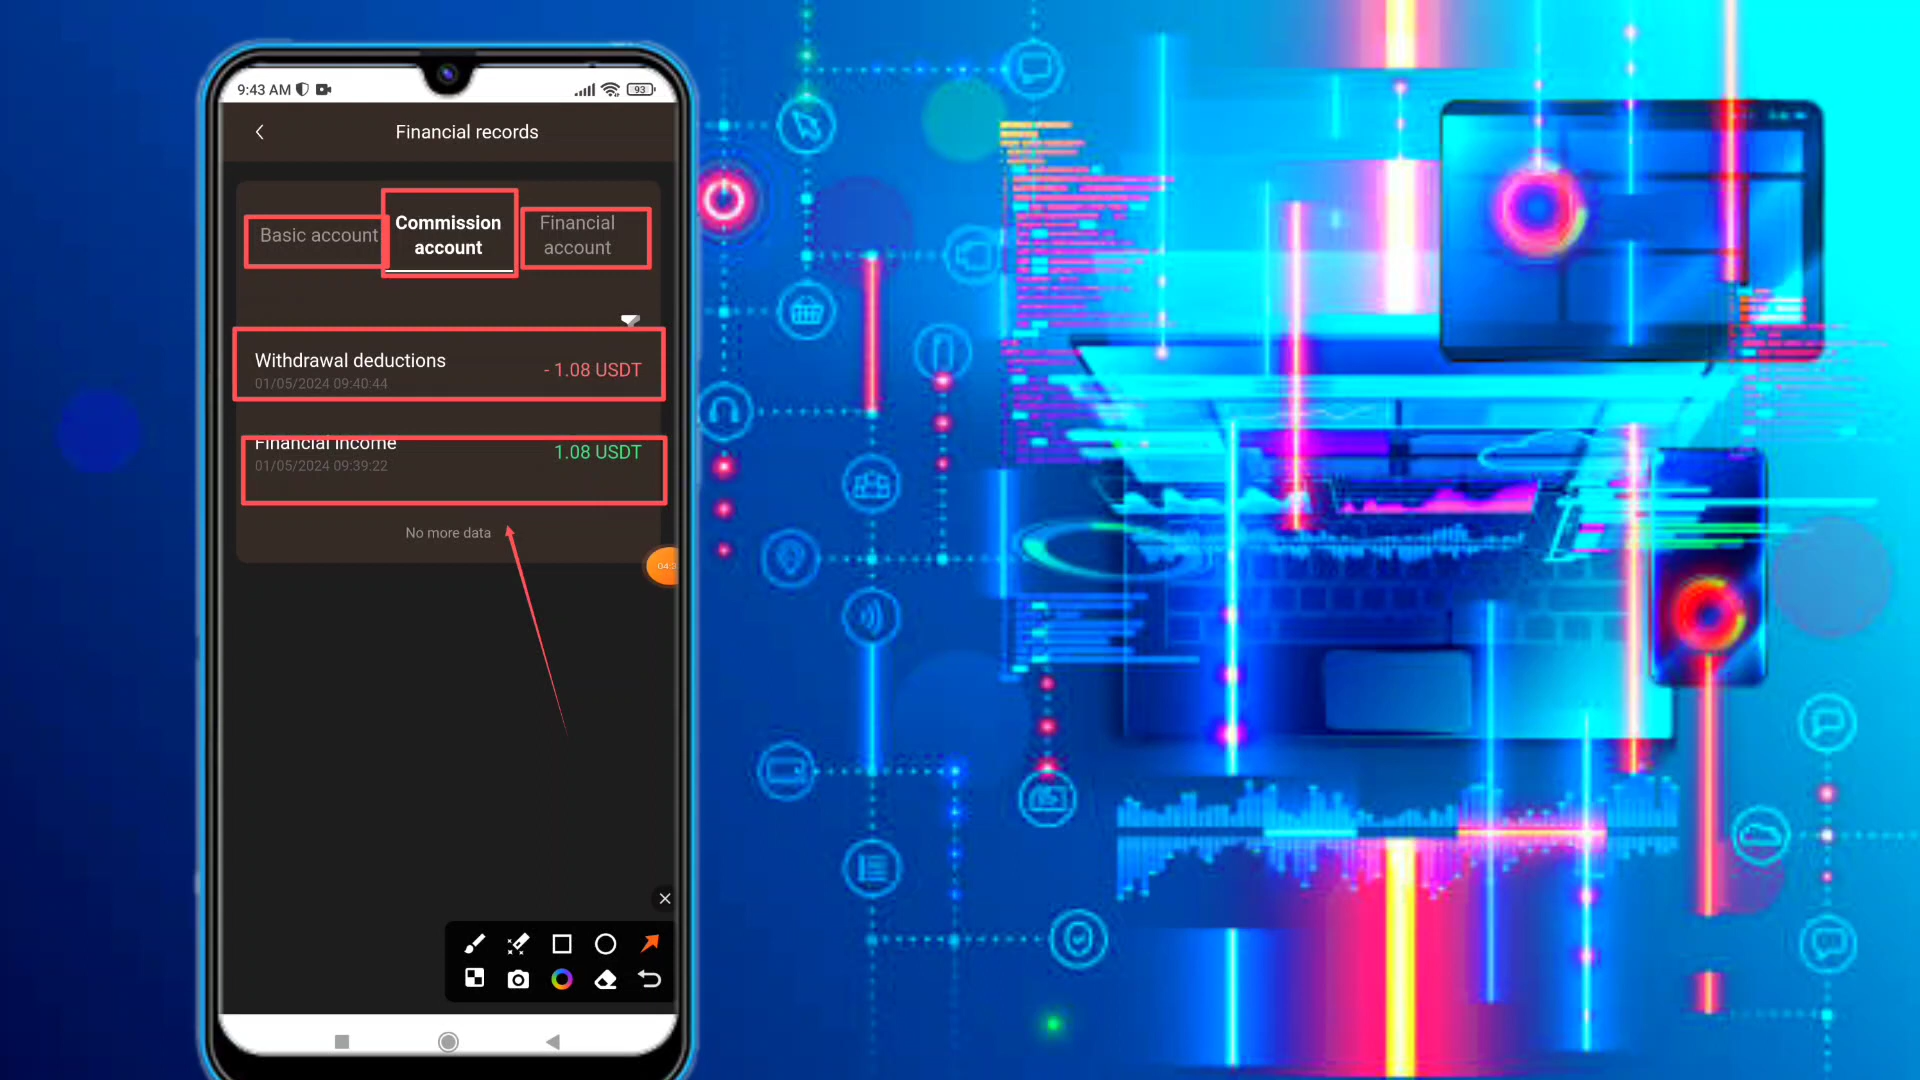 9:43 AM
93
Financial records
Basic account
Commission account
Financial account
Withdrawal deductions
- 1.08 USDT
01/05/2024 09:40:44
Financial income
1.08 USDT
01/05/2024 09:39:22
No more data